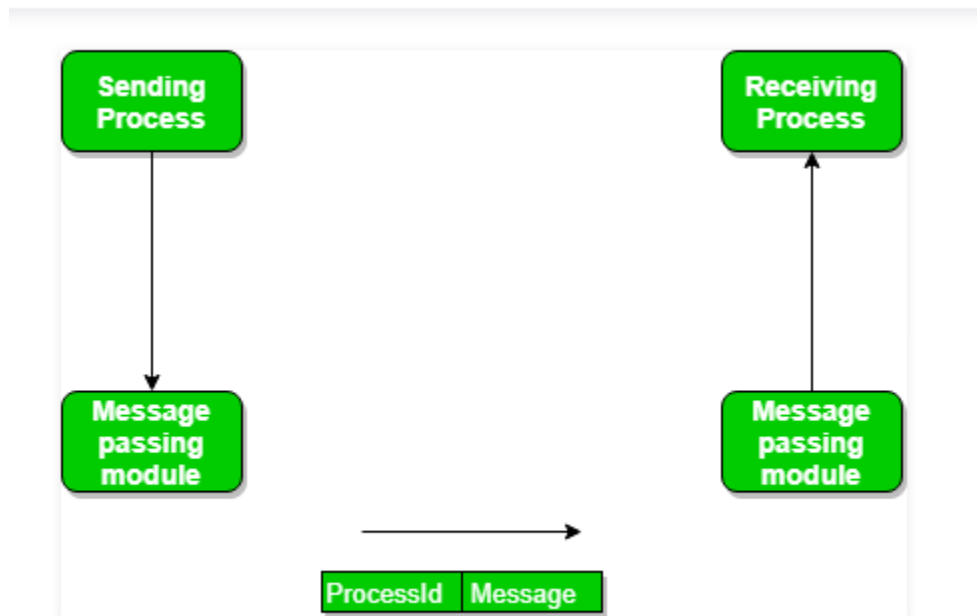 Sending
Process
Receiving
Process
Message
passing
module
Message
passing
module
ProcessId
Message